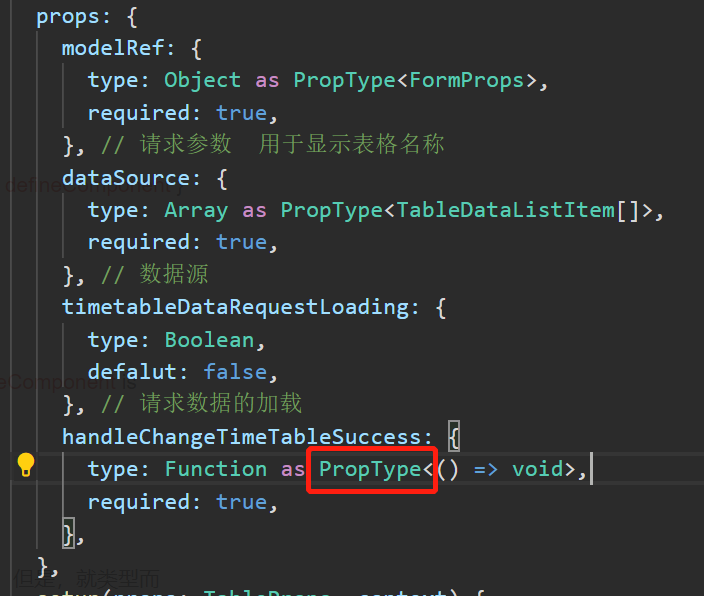 props: {
modelRef: {
type: Object as PropType<FormProps>,
required: true,
}, // 请求参数  用于显示表格名称
dataSource: {
type: Array as PropType<TableDataListItem[]>,
required: true,
}, // 数据源
timetableDataRequestLoading: {
type: Boolean,
defalut: false,
}, // 请求数据的加载
handleChangeTimeTableSuccess: {
type: Function as PropType<() => void>,
required: true,
},
},
setup(props: TableProps, context) {